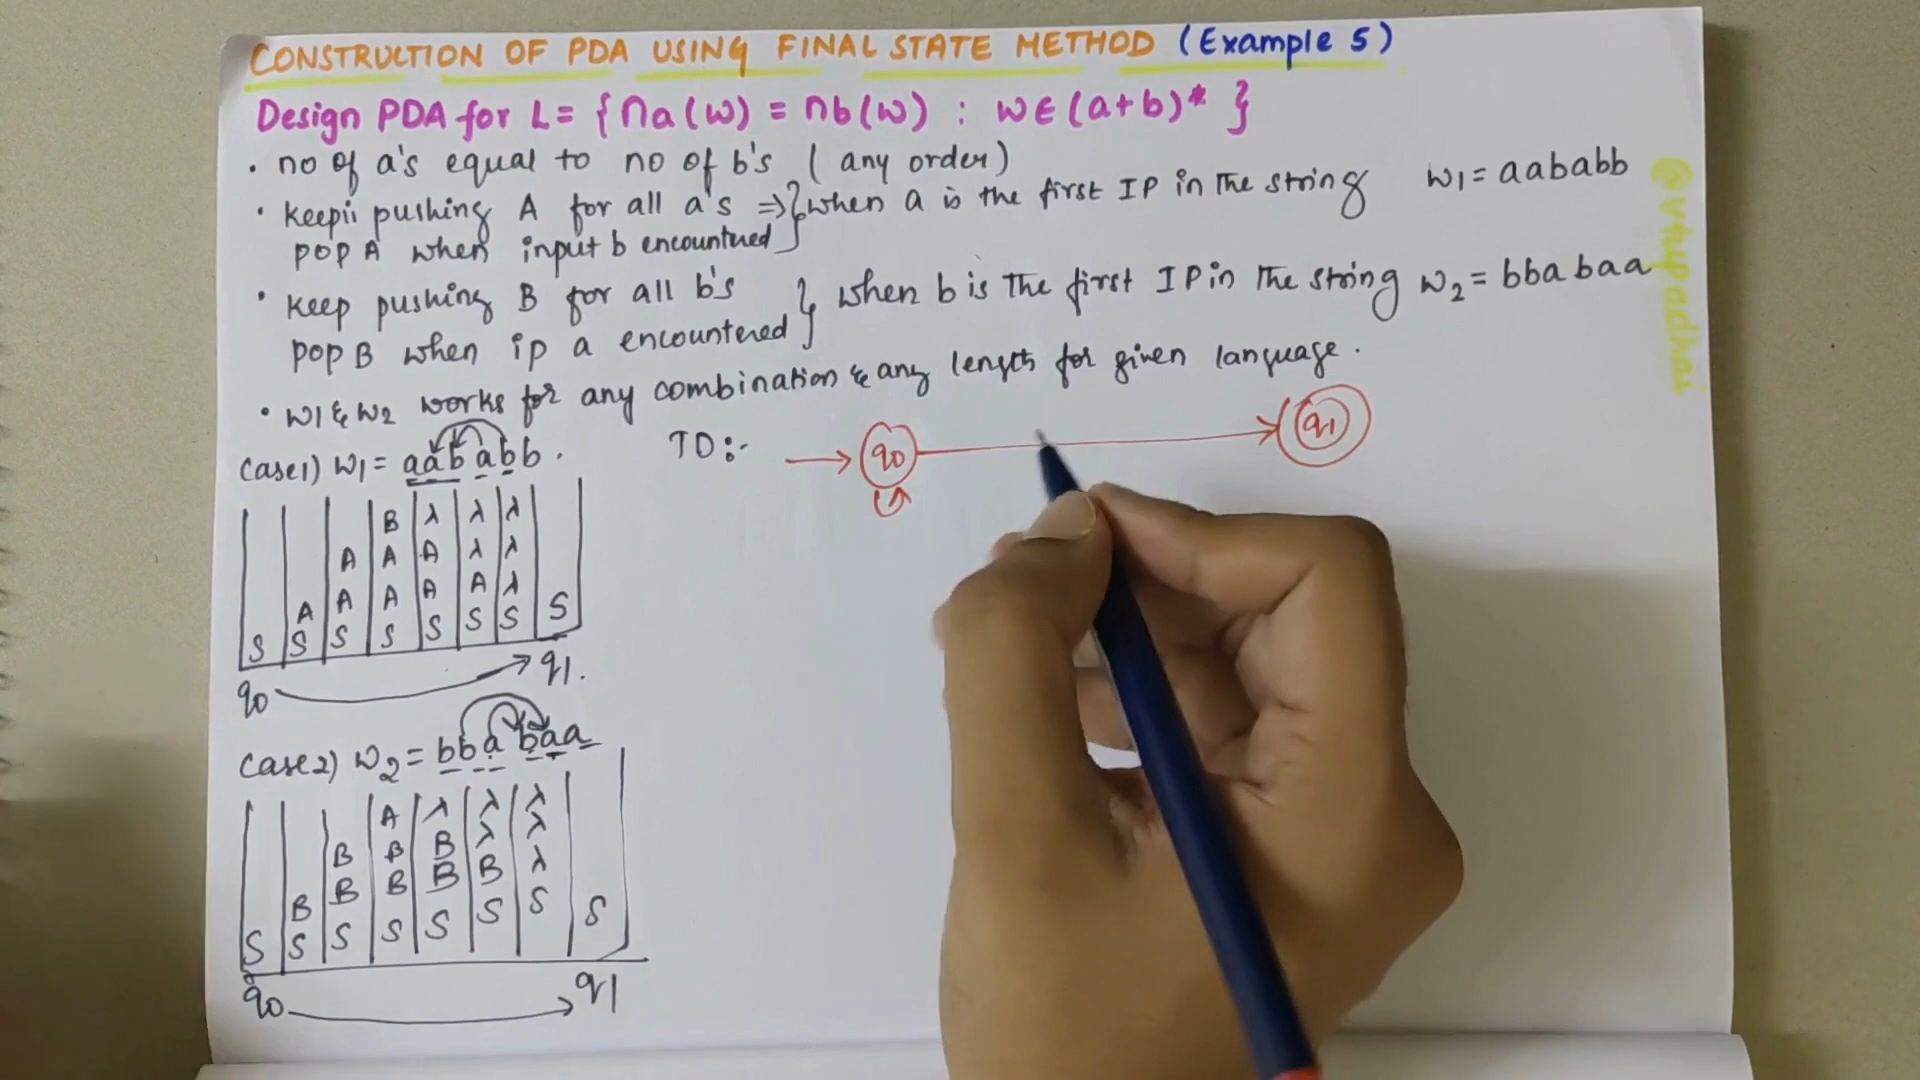 CONSTRUCTION OF PDA USING FINAL STATE METHOD (Example 5)
Design PDA for L = { na(w) = nb(w) : w∈(a+b)* }
• no of a's equal to no of b's ( any order)
• Keepii pushing A for all a's ⇒} when a is the first IP in the string w1 = aababb
pop A when input b encountered
• Keep pushing B for all b's } when b is the first IP in the string w2 = bbabaa
pop B when ip a encountered
• w1 & w2 works for any combination & any length for given language.
Case1) w1 = aababb.
TD:-
q0
q1
B λ λ λ
A A A λ λ
A A A A A λ
S S S S S S S S
q0 → q1.
Case2) w2 = bbabaa
A λ λ λ
B B B λ λ
B B B B B λ
S S S S S S S S
q0 → q1
@vtupadhai